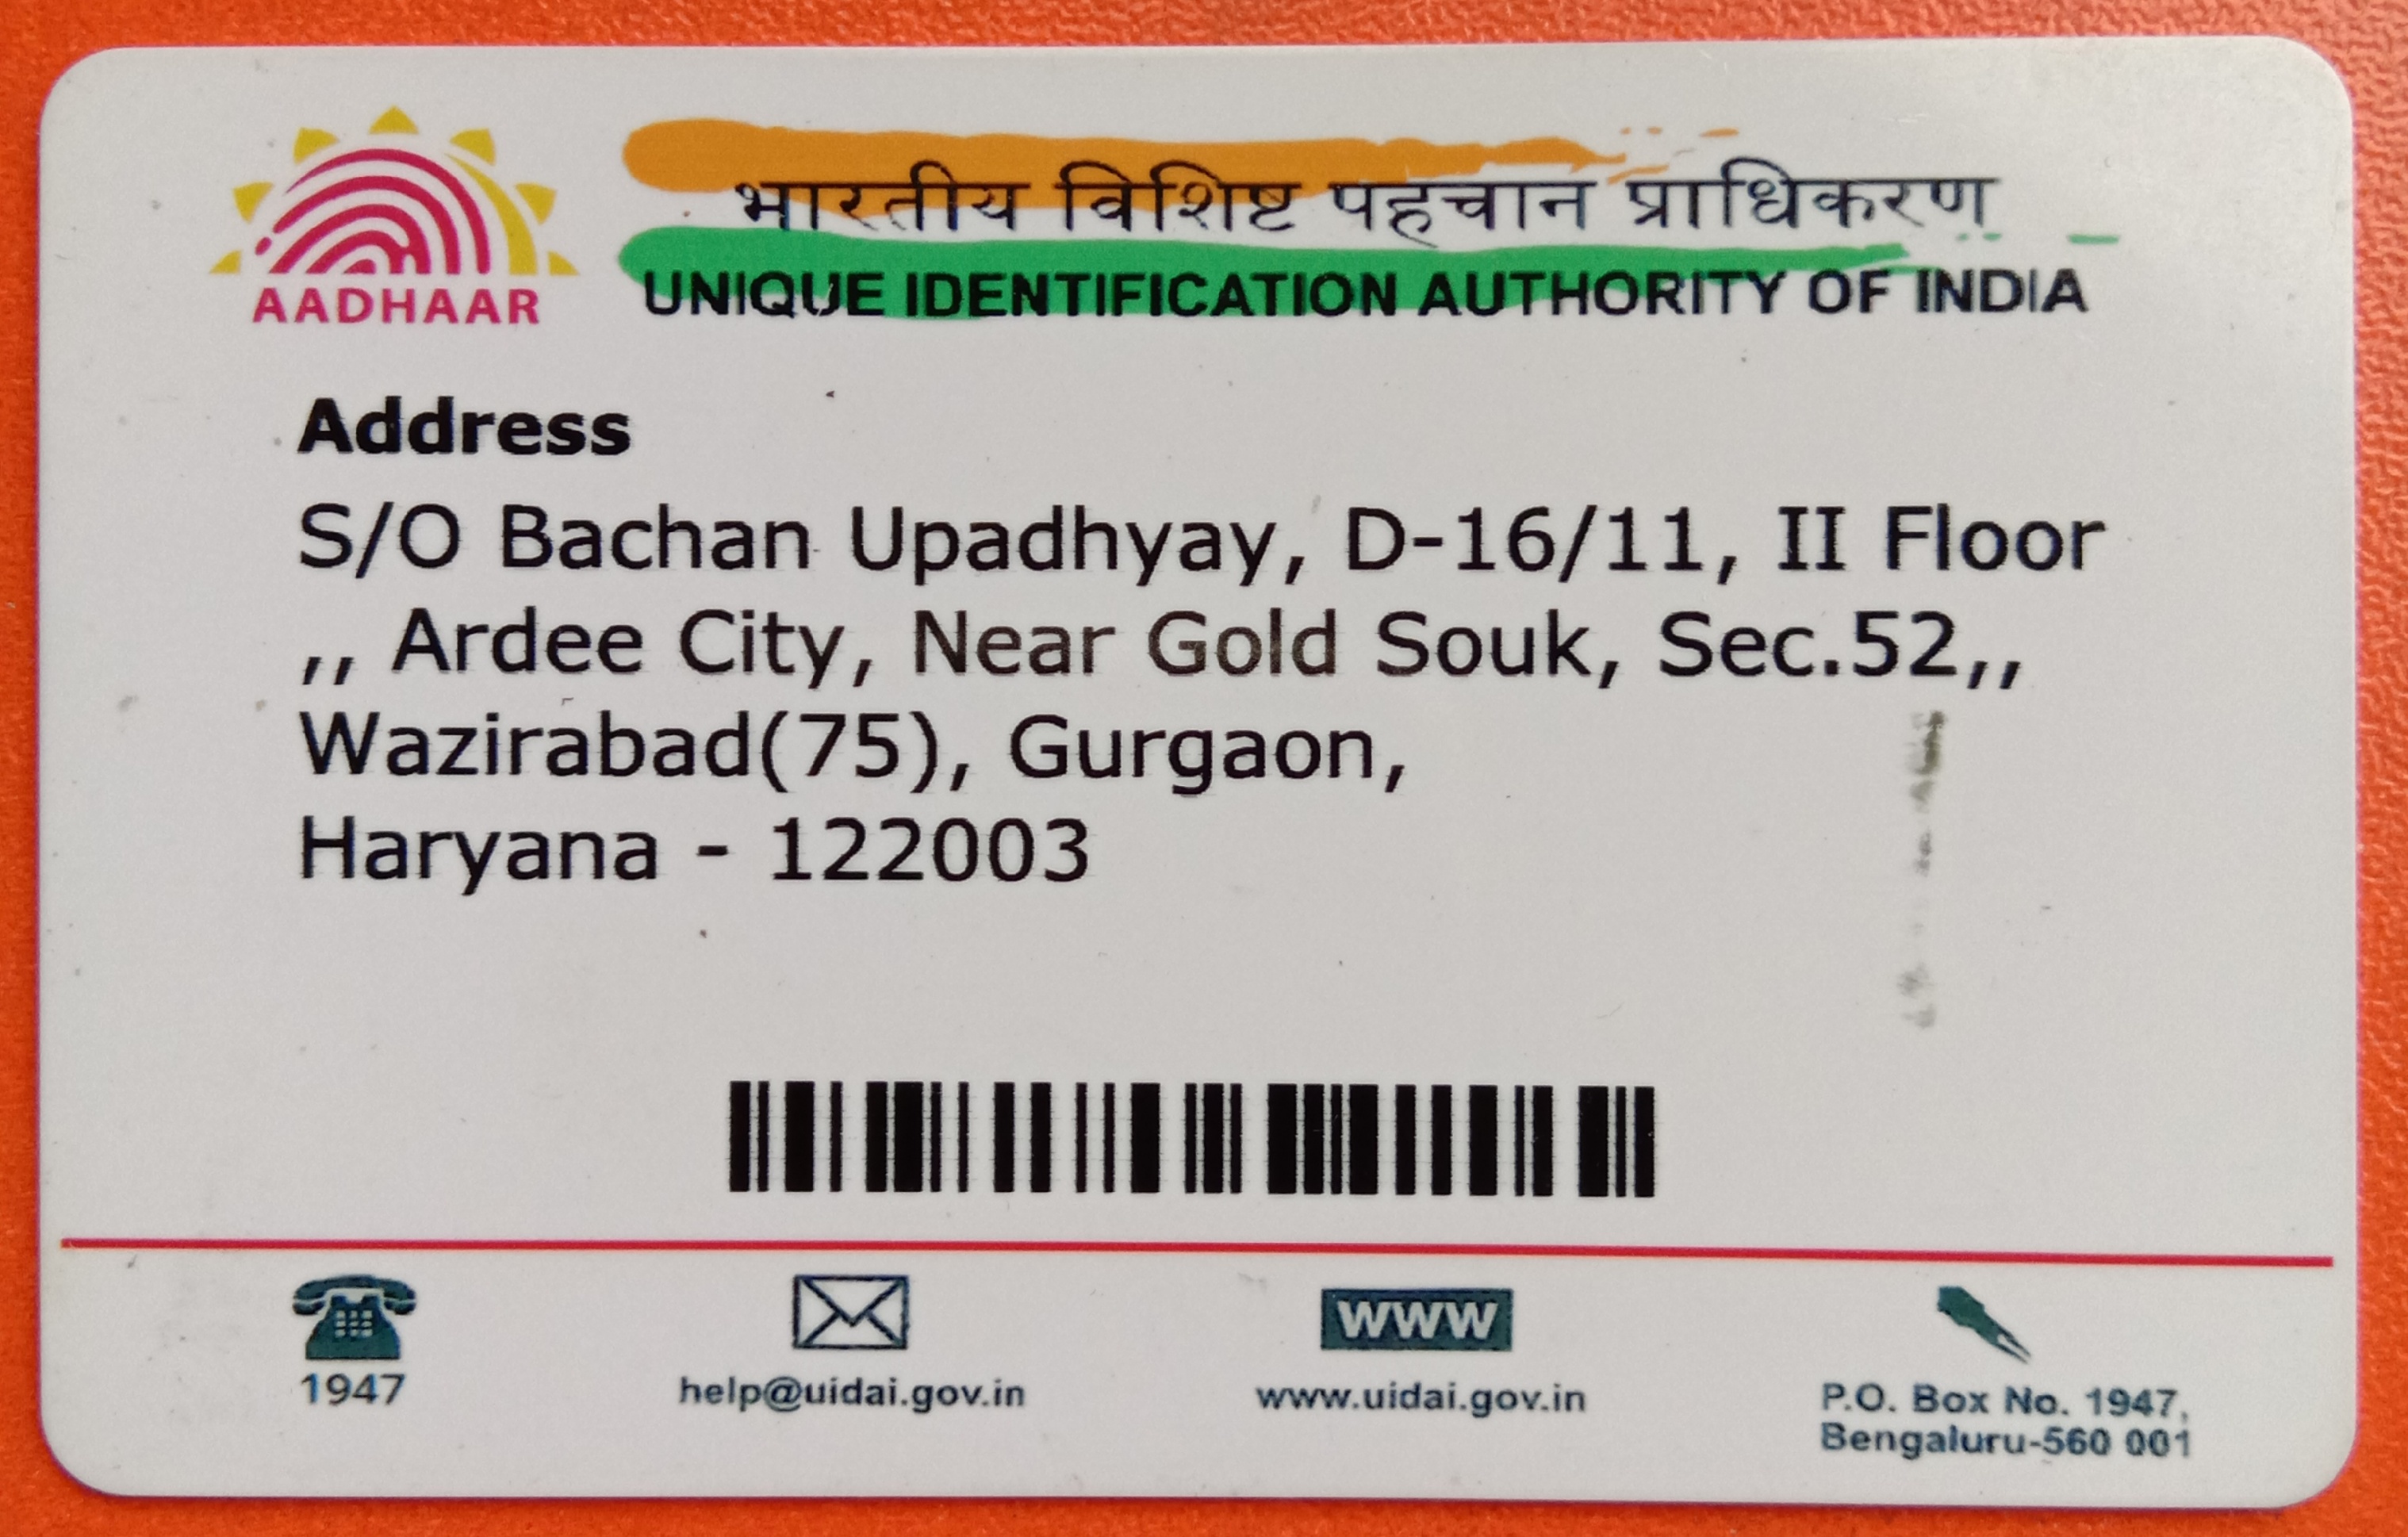 भारतीय विशिष्ट पहचान प्राधिकरण
AADHAAR
UNIQUE IDENTIFICATION AUTHORITY OF INDIA
Address
S/O Bachan Upadhyay, D-16/11, II Floor
,, Ardee City, Near Gold Souk, Sec.52,,
Wazirabad(75), Gurgaon,
Haryana - 122003
1947
help@uidai.gov.in
WWW
www.uidai.gov.in
P.O. Box No. 1947,
Bengaluru-560 001